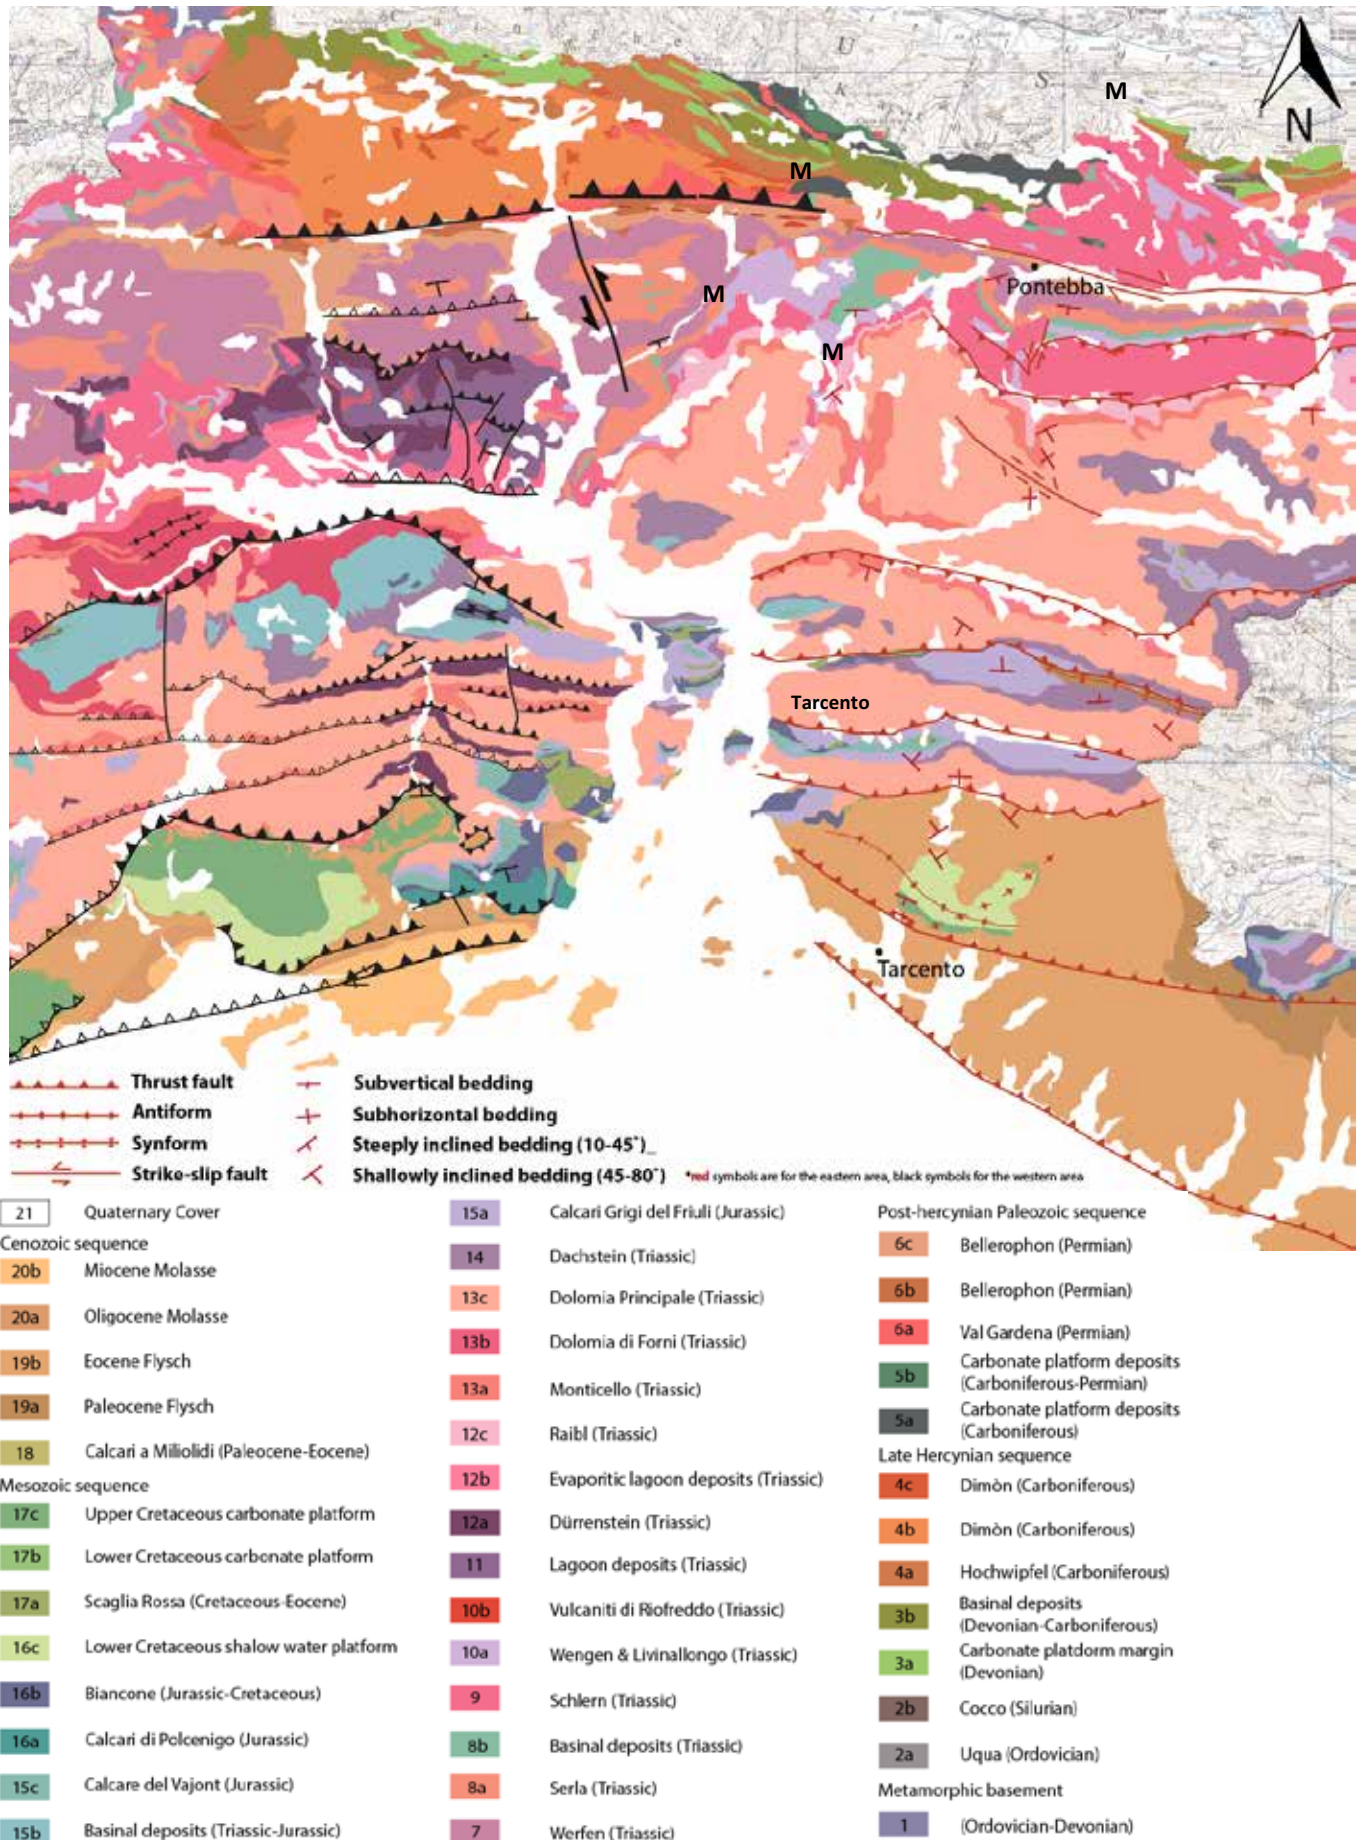 U
S
M
N
M
M
Pontebba
M
Tarcento
Tarcento
Thrust fault
Antiform
Synform
Strike-slip fault
Subvertical bedding
Subhorizontal bedding
Steeply inclined bedding (10-45°)_
Shallowly inclined bedding (45-80°)
*red symbols are for the eastern area, black symbols for the western area
21 Quaternary Cover
Cenozoic sequence
20b Miocene Molasse
20a Oligocene Molasse
19b Eocene Flysch
19a Paleocene Flysch
18 Calcari a Miliolidi (Paleocene-Eocene)
Mesozoic sequence
17c Upper Cretaceous carbonate platform
17b Lower Cretaceous carbonate platform
17a Scaglia Rossa (Cretaceous-Eocene)
16c Lower Cretaceous shalow water platform
16b Biancone (Jurassic-Cretaceous)
16a Calcari di Polcenigo (Jurassic)
15c Calcare del Vajont (Jurassic)
15b Basinal deposits (Triassic-Jurassic)
15a Calcari Grigi del Friuli (Jurassic)
14 Dachstein (Triassic)
13c Dolomia Principale (Triassic)
13b Dolomia di Forni (Triassic)
13a Monticello (Triassic)
12c Raibl (Triassic)
12b Evaporitic lagoon deposits (Triassic)
12a Dürrenstein (Triassic)
11 Lagoon deposits (Triassic)
10b Vulcaniti di Riofreddo (Triassic)
10a Wengen & Livinallongo (Triassic)
9 Schlern (Triassic)
8b Basinal deposits (Triassic)
8a Serla (Triassic)
7 Werfen (Triassic)
Post-hercynian Paleozoic sequence
6c Bellerophon (Permian)
6b Bellerophon (Permian)
6a Val Gardena (Permian)
5b Carbonate platform deposits
(Carboniferous-Permian)
5a Carbonate platform deposits
(Carboniferous)
Late Hercynian sequence
4c Dimòn (Carboniferous)
4b Dimòn (Carboniferous)
4a Hochwipfel (Carboniferous)
3b Basinal deposits
(Devonian-Carboniferous)
3a Carbonate platdorm margin
(Devonian)
2b Cocco (Silurian)
2a Uqua (Ordovician)
Metamorphic basement
1 (Ordovician-Devonian)